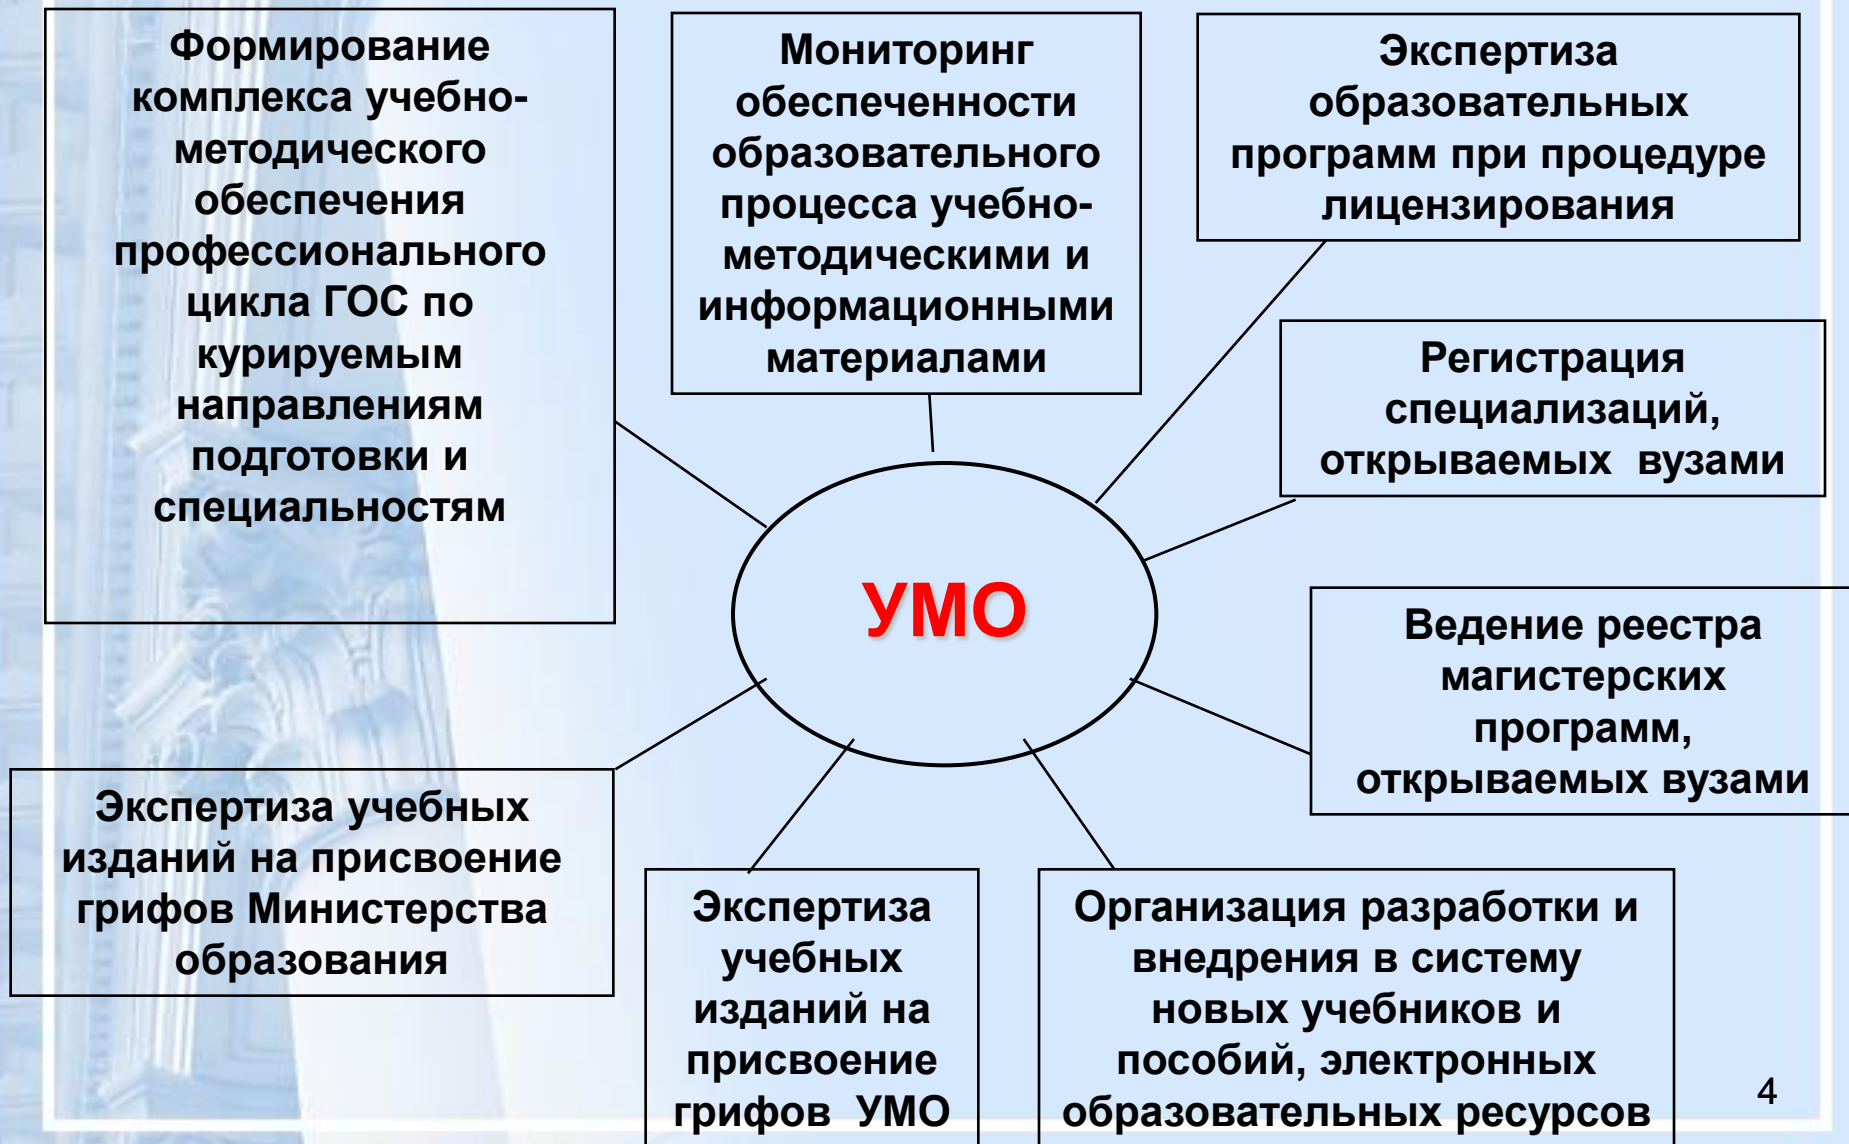 Формирование
комплекса учебно-
методического
обеспечения
профессионального
цикла ГОС по
курируемым
направлениям
подготовки и
специальностям
Мониторинг
обеспеченности
образовательного
процесса учебно-
методическими и
информационными
материалами
Экспертиза
образовательных
программ при процедуре
лицензирования
Регистрация
специализаций,
открываемых вузами
УМО
Ведение реестра
магистерских
программ,
открываемых вузами
Экспертиза учебных
изданий на присвоение
грифов Министерства
образования
Экспертиза
учебных
изданий на
присвоение
грифов УМО
Организация разработки и
внедрения в систему
новых учебников и
пособий, электронных
образовательных ресурсов
4